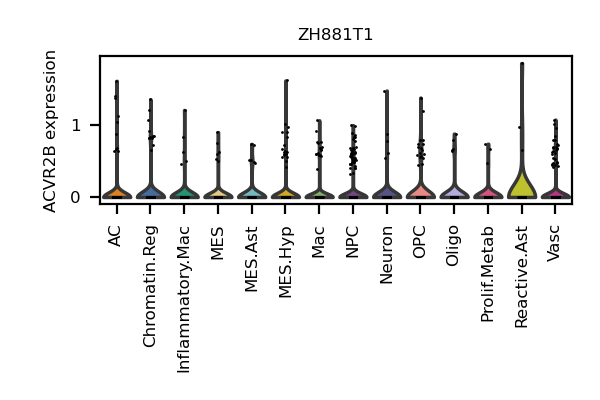 ZH881T1
ACVR2B expression
1
0
AC
Chromatin.Reg
Inflammatory.Mac
MES
MES.Ast
MES.Hyp
Mac
NPC
Neuron
OPC
Oligo
Prolif.Metab
Reactive.Ast
Vasc